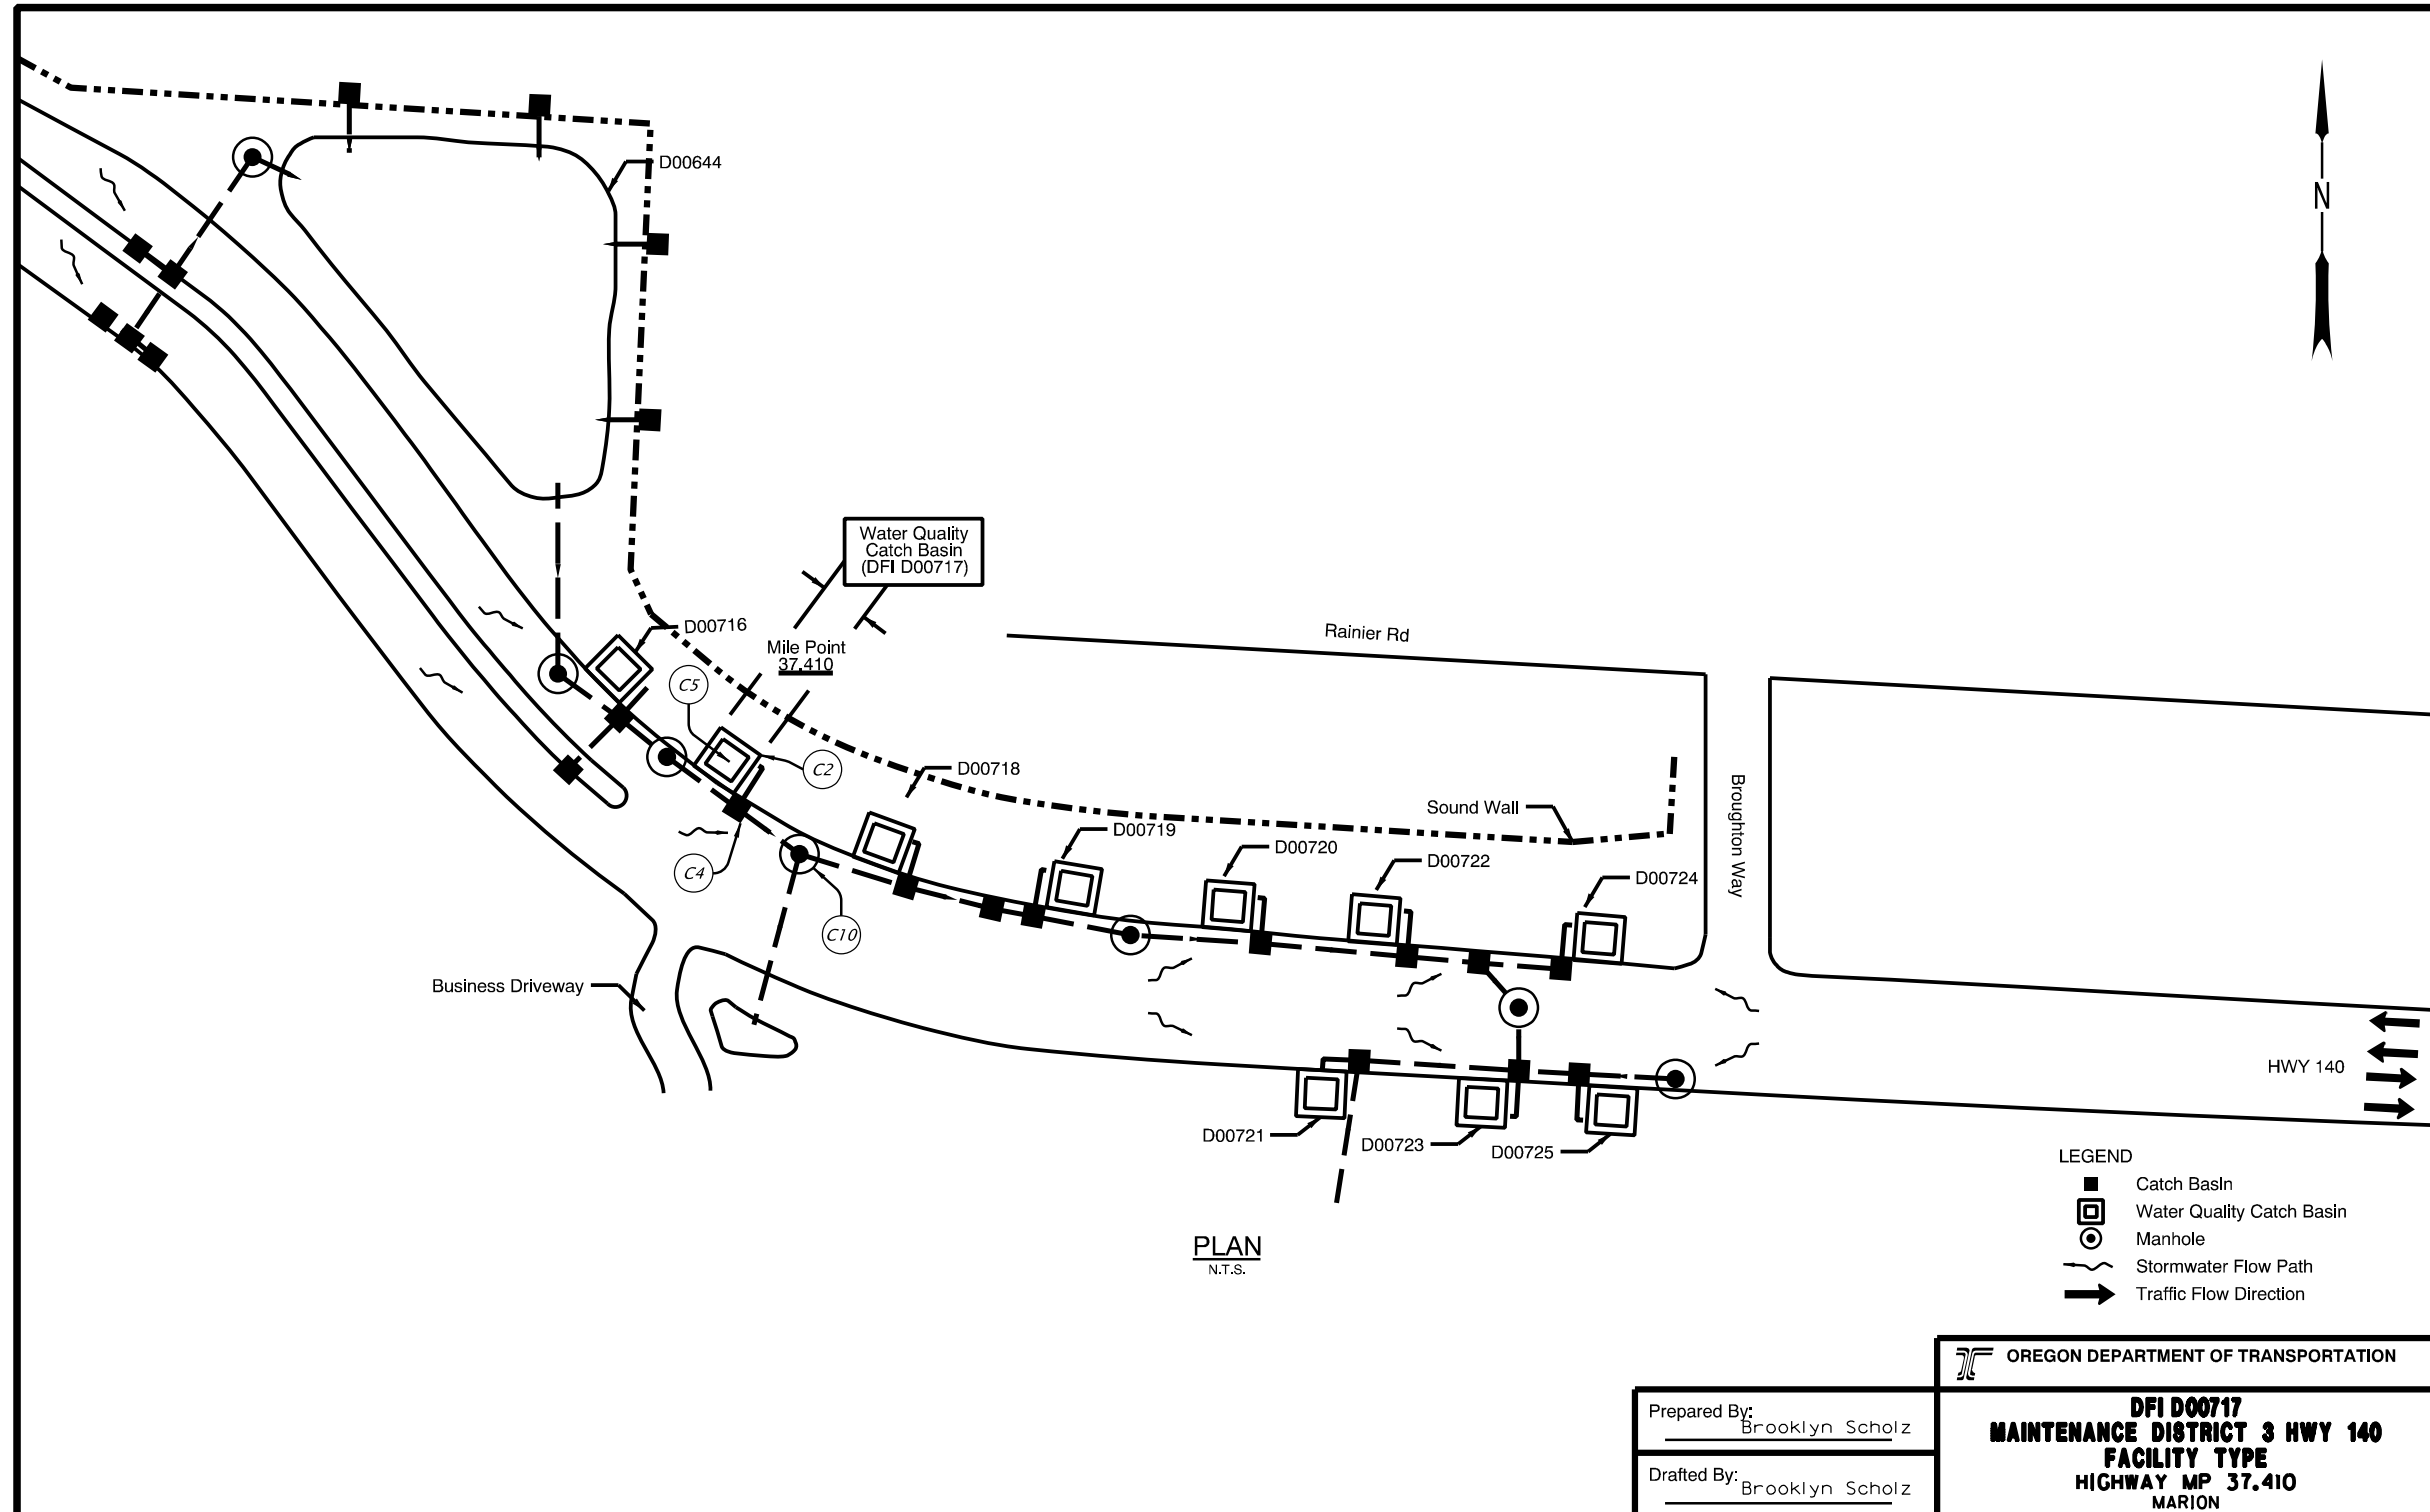 D00644
N
Water Quality
Catch Basin
(DFI D00717)
D00716
Mile Point
37.410
C5
C2
D00718
Rainier Rd
Broughton Way
Sound Wall
D00719
D00720
D00722
D00724
C4
C10
Business Driveway
HWY 140
D00721
D00723
D00725
LEGEND
Catch Basin
Water Quality Catch Basin
Manhole
Stormwater Flow Path
Traffic Flow Direction
PLAN
N.T.S.
OREGON DEPARTMENT OF TRANSPORTATION
Prepared By: Brooklyn Scholz
Drafted By: Brooklyn Scholz
DFI D00717
MAINTENANCE DISTRICT 3 HWY 140
FACILITY TYPE
HIGHWAY MP 37.410
MARION